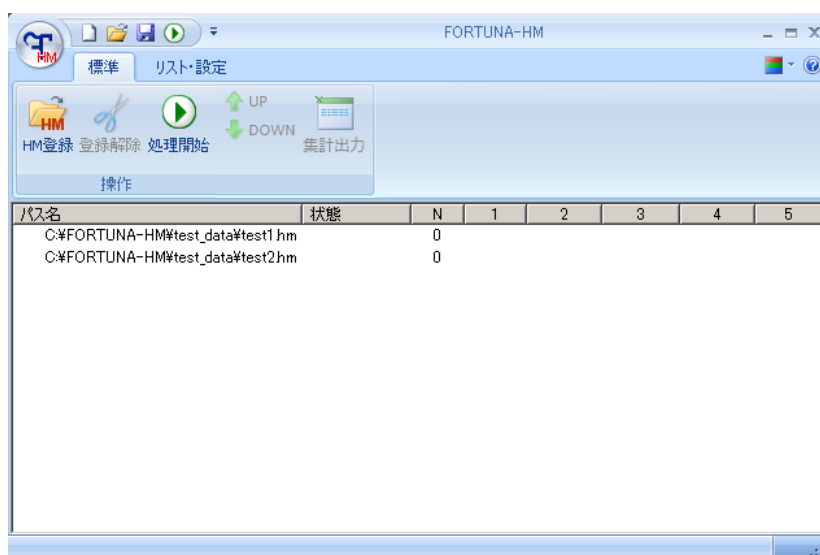 FORTUNA-HM
HM
標準 リスト・設定
HM
UP
DOWN
HM登録 登録解除 処理開始 集計出力
操作
パス名 状態 N 1 2 3 4 5
C:¥FORTUNA-HM¥test_data¥test1.hm 0
C:¥FORTUNA-HM¥test_data¥test2.hm 0